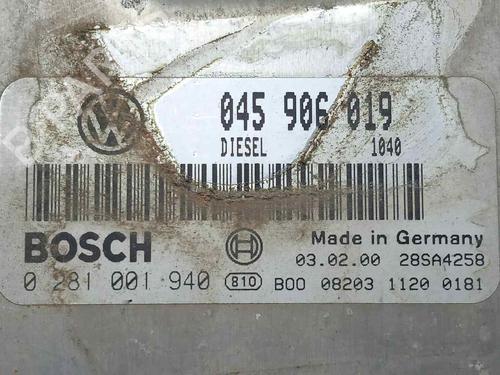 045 906 019
DIESEL 1040
BOSCH
Made in Germany
03.02.00 28SA4258
0 281 001 940 810 BOO 08203 1120 0181